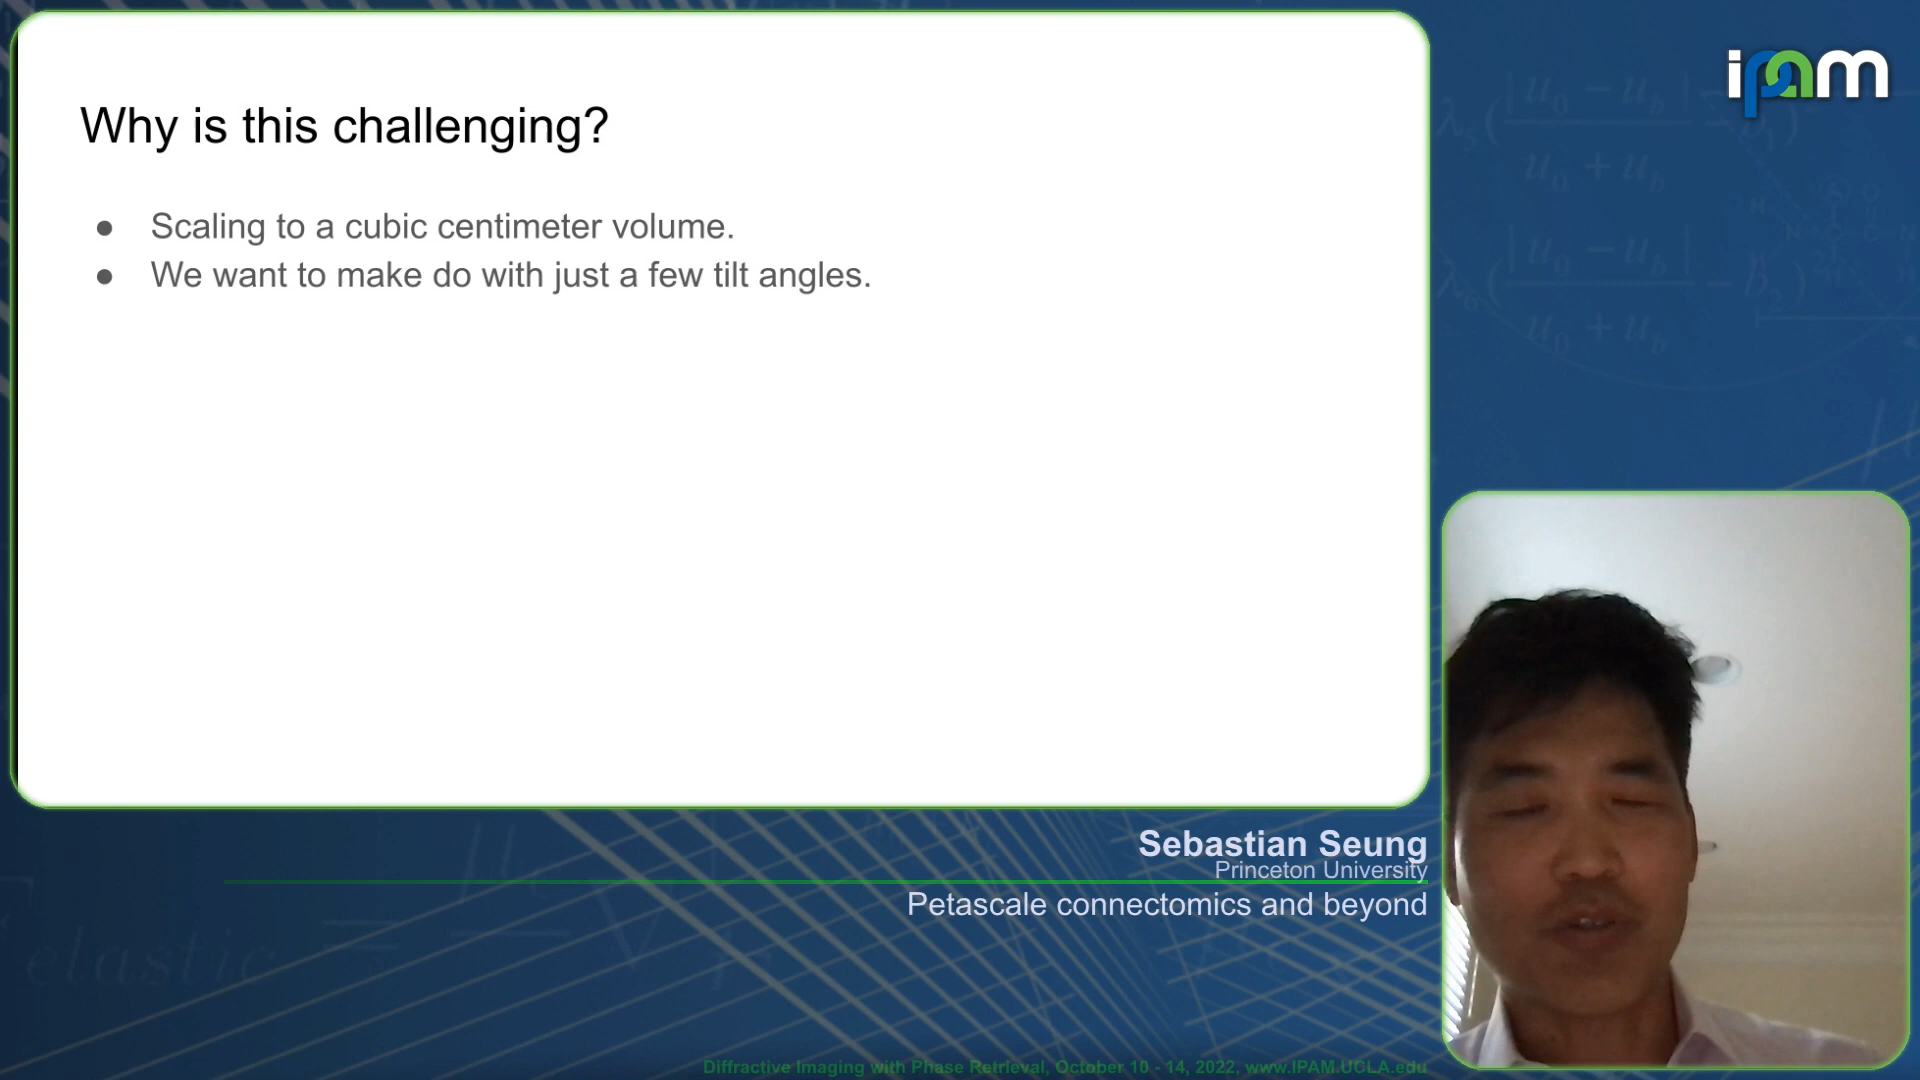 Why is this challenging?
● Scaling to a cubic centimeter volume.
● We want to make do with just a few tilt angles.
ipam
Sebastian Seung
Princeton University
Petascale connectomics and beyond
elastic
Diffractive Imaging with Phase Retrieval, October 10 - 14, 2022, www.IPAM.UCLA.edu